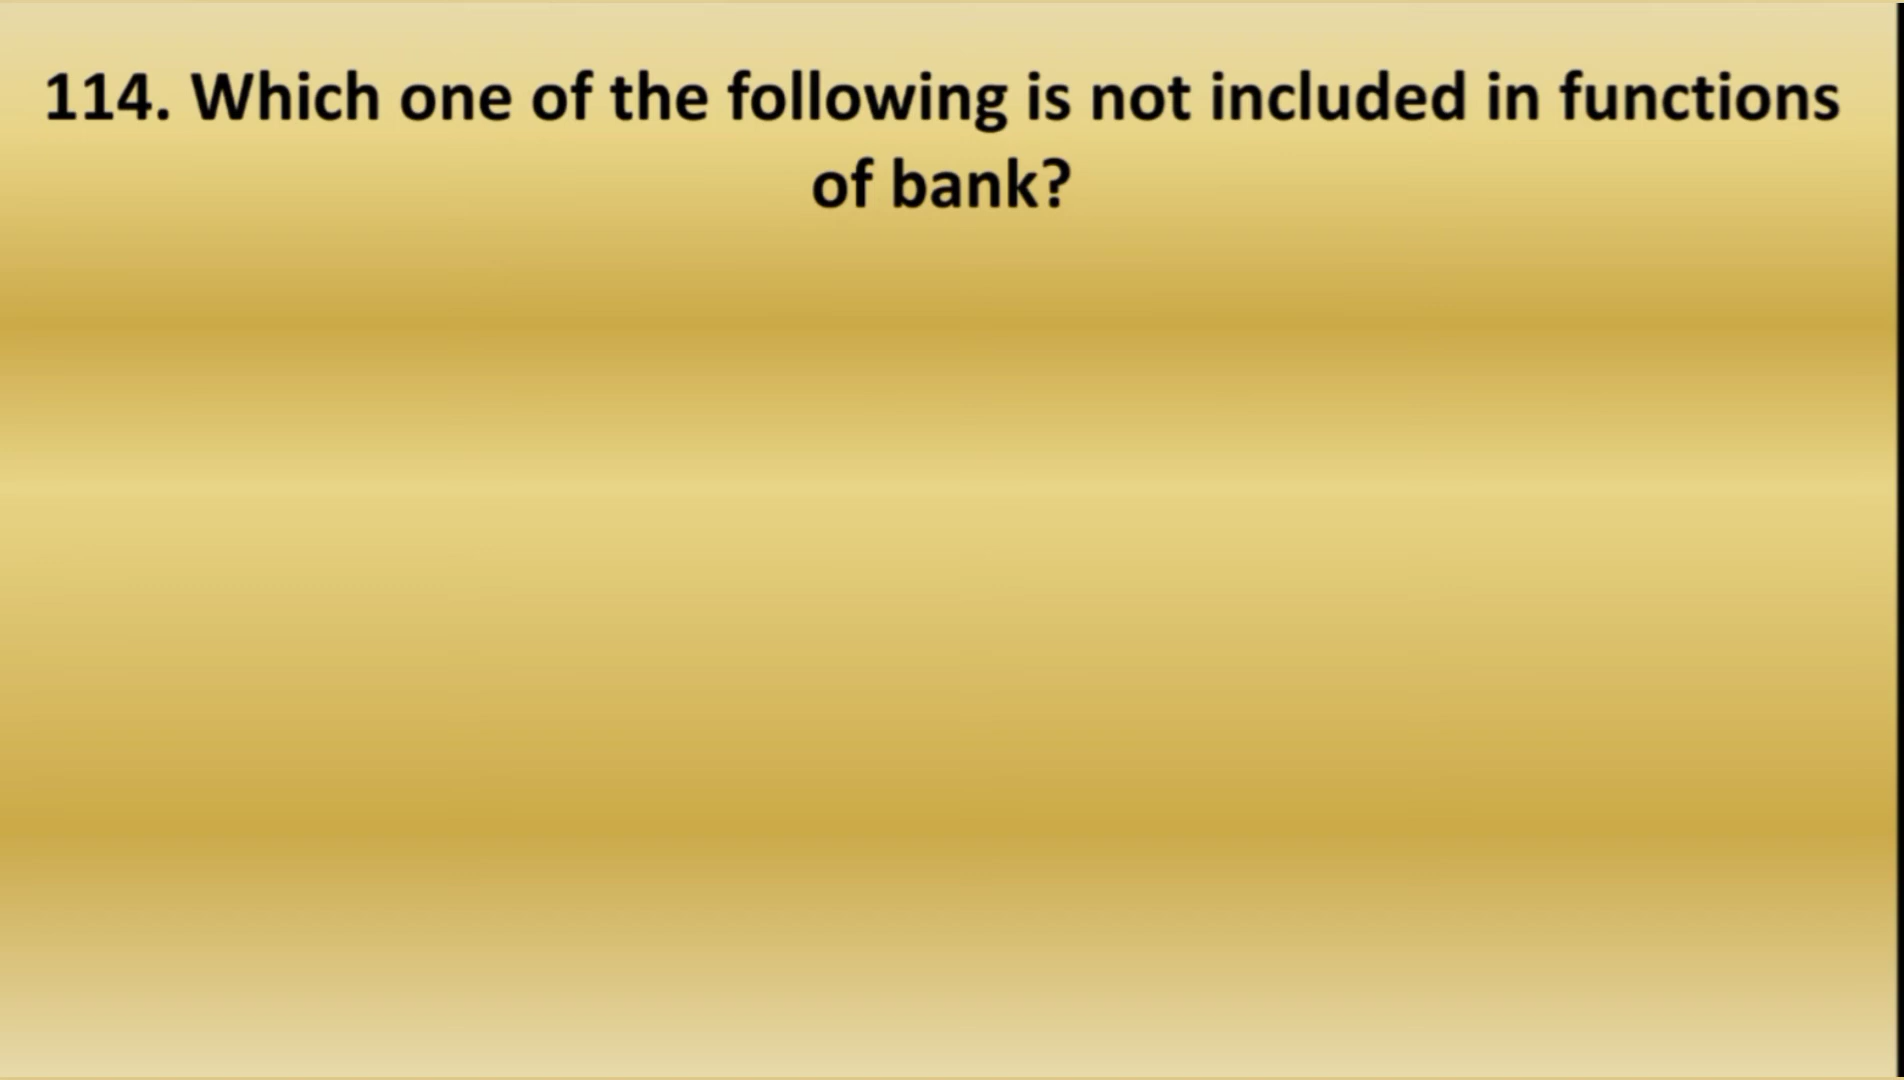 114. Which one of the following is not included in functions
of bank?